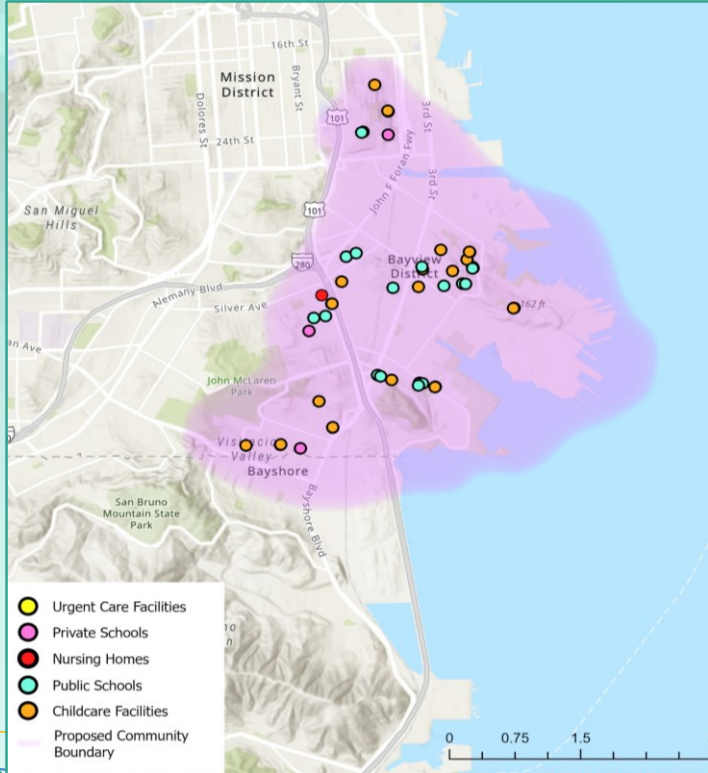 16th St
Mission
District
Bryant St
Dolores St
101
3rd St
24th St
John F Foran Fwy
3rd St
San Miguel
Hills
101
280
Bayview
District
Alemany Blvd
Silver Ave
162 ft
an Ave
John McLaren
Park
Visitacion
Valley
Bayshore
San Bruno
Mountain State
Park
Bayshore Blvd
Urgent Care Facilities
Private Schools
Nursing Homes
Public Schools
Childcare Facilities
Proposed Community
Boundary
0 0.75 1.5